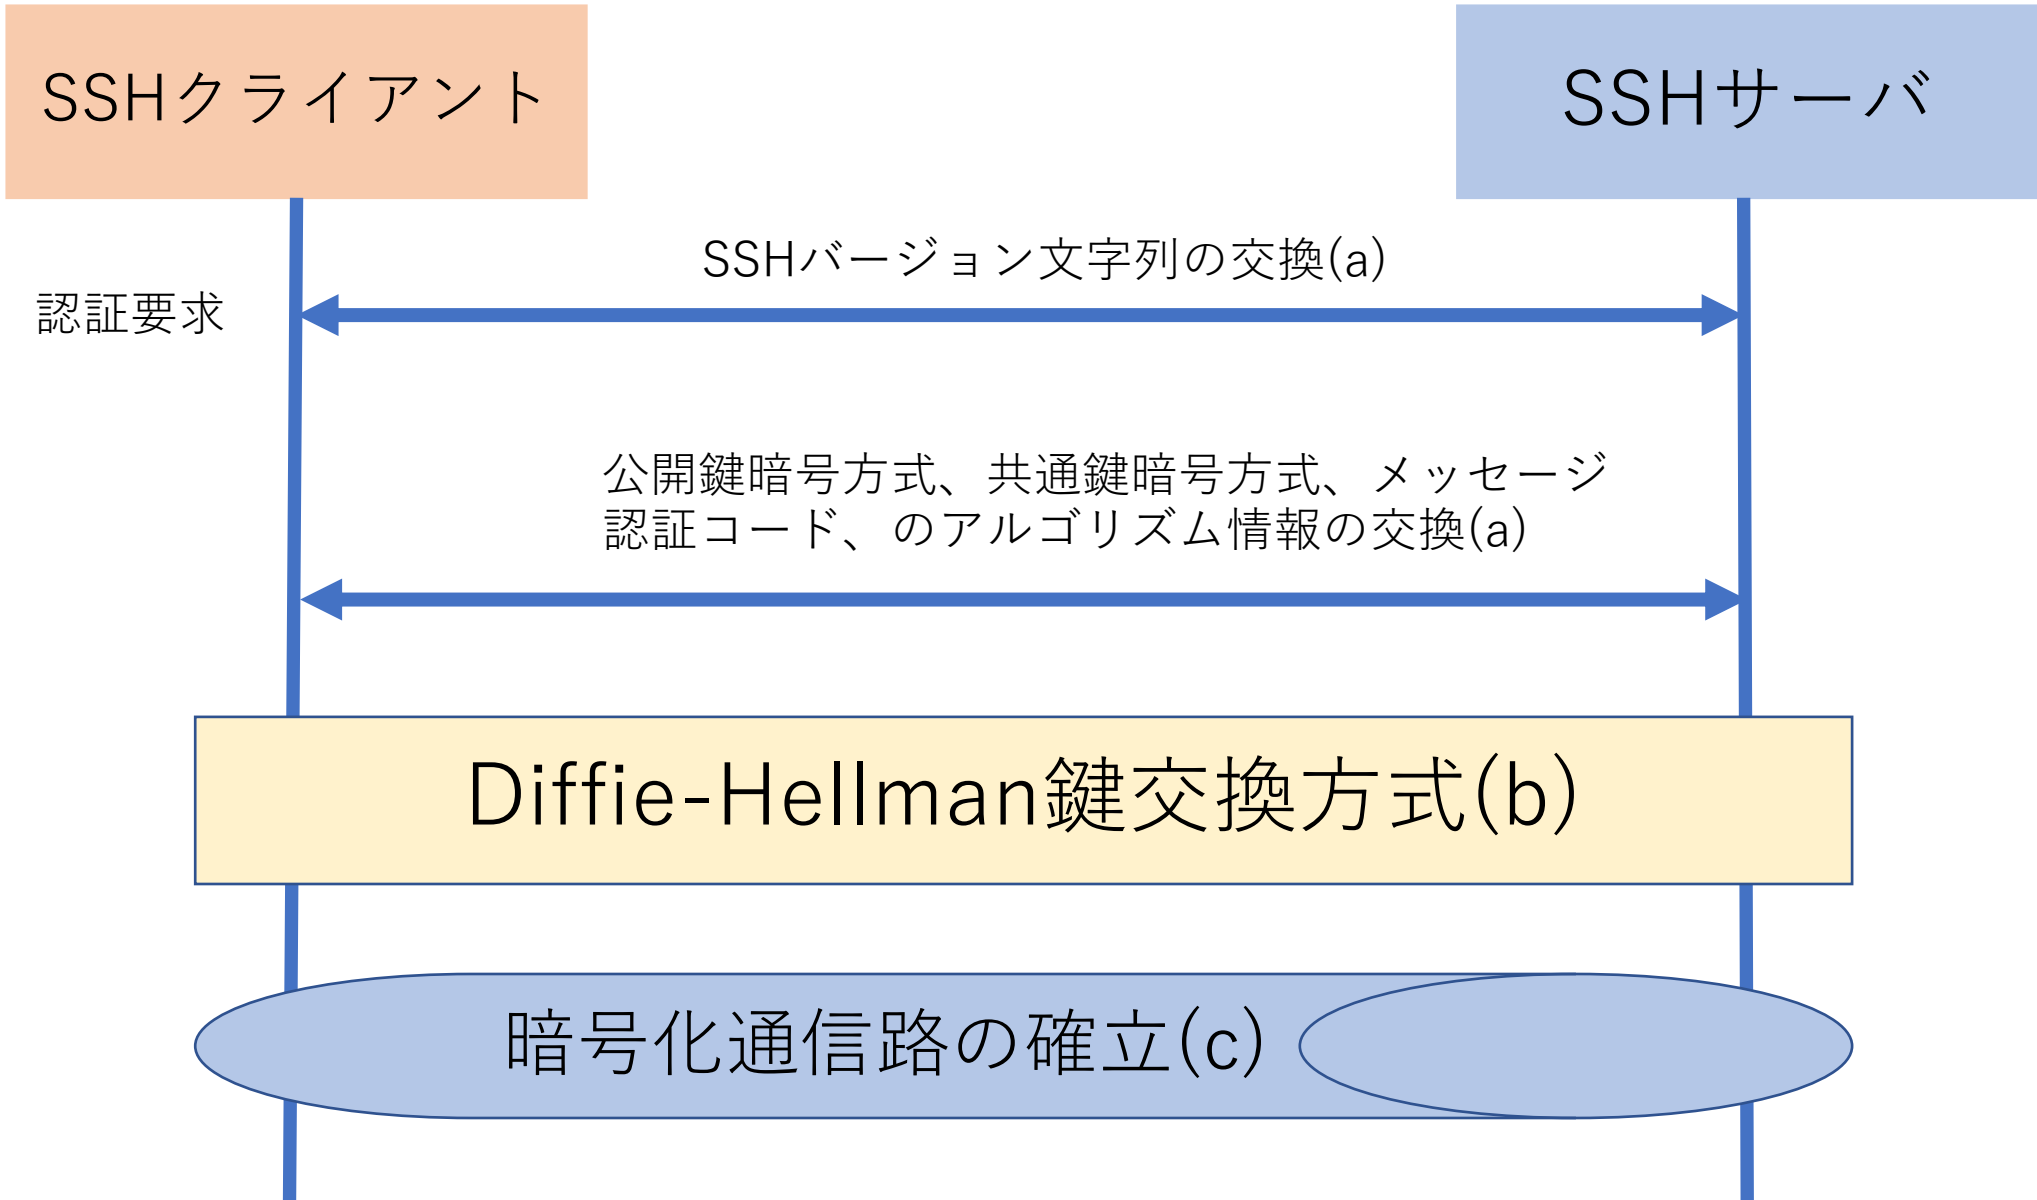 SSHクライアント
SSHサーバ
SSHバージョン文字列の交換(a)
認証要求
公開鍵暗号方式、共通鍵暗号方式、メッセージ
認証コード、のアルゴリズム情報の交換(a)
Diffie-Hellman鍵交換方式(b)
暗号化通信路の確立(c)